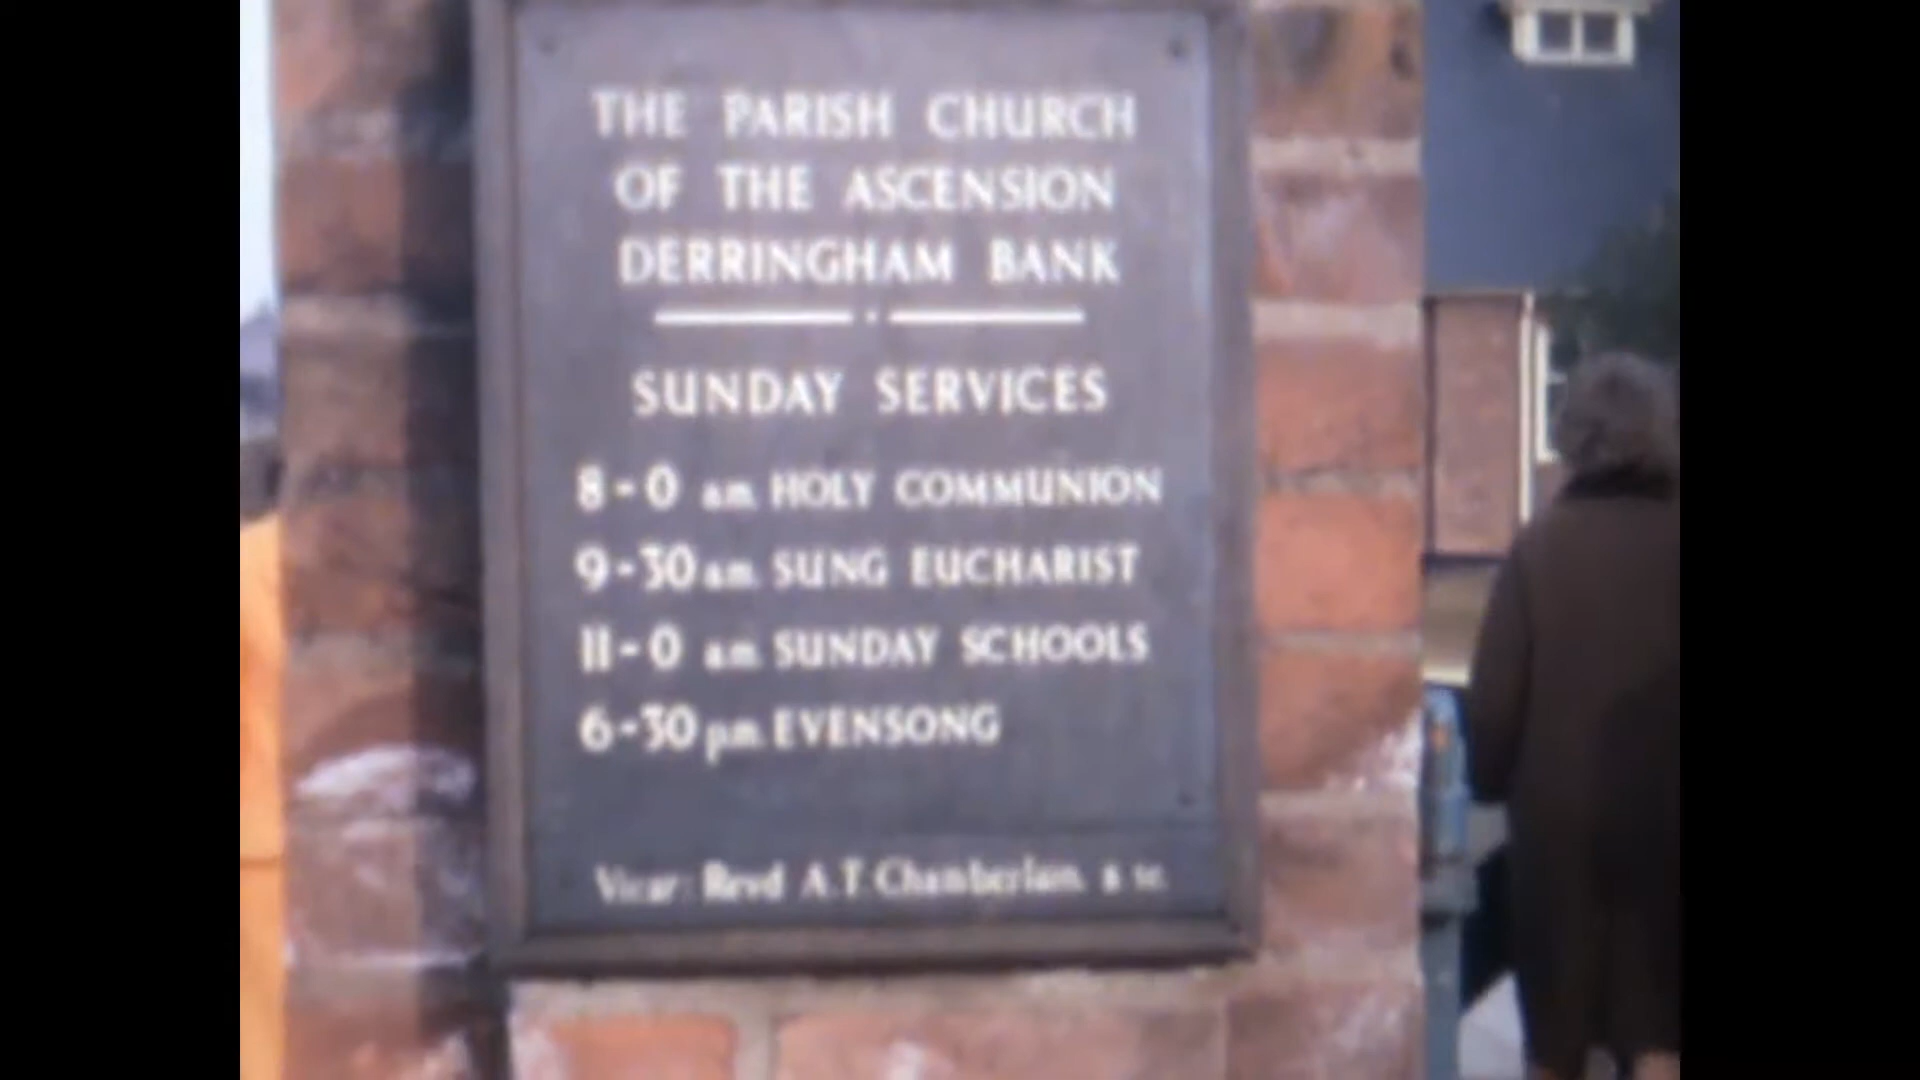 THE PARISH CHURCH
OF THE ASCENSION
DERRINGHAM BANK
SUNDAY SERVICES
8-0 am. HOLY COMMUNION
9-30 am. SUNG EUCHARIST
11-0 am. SUNDAY SCHOOLS
6-30 pm. EVENSONG
Vicar: Revd A.T. Chamberlain. B. Sc.